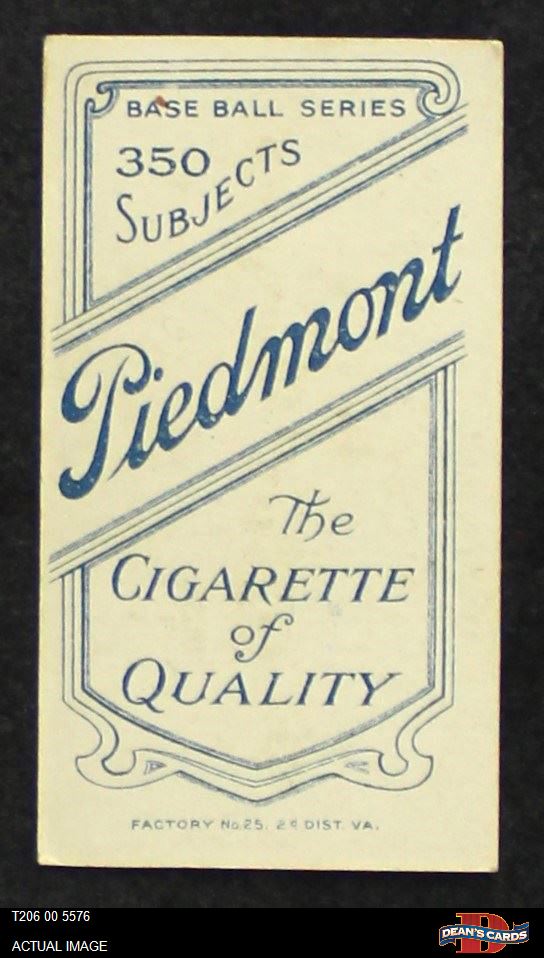 BASE BALL SERIES
350
SUBJECTS
Piedmont
The
CIGARETTE
of
QUALITY
FACTORY No 25. 2d DIST. VA.
T206 00 5576
ACTUAL IMAGE
D
DEAN'S CARDS